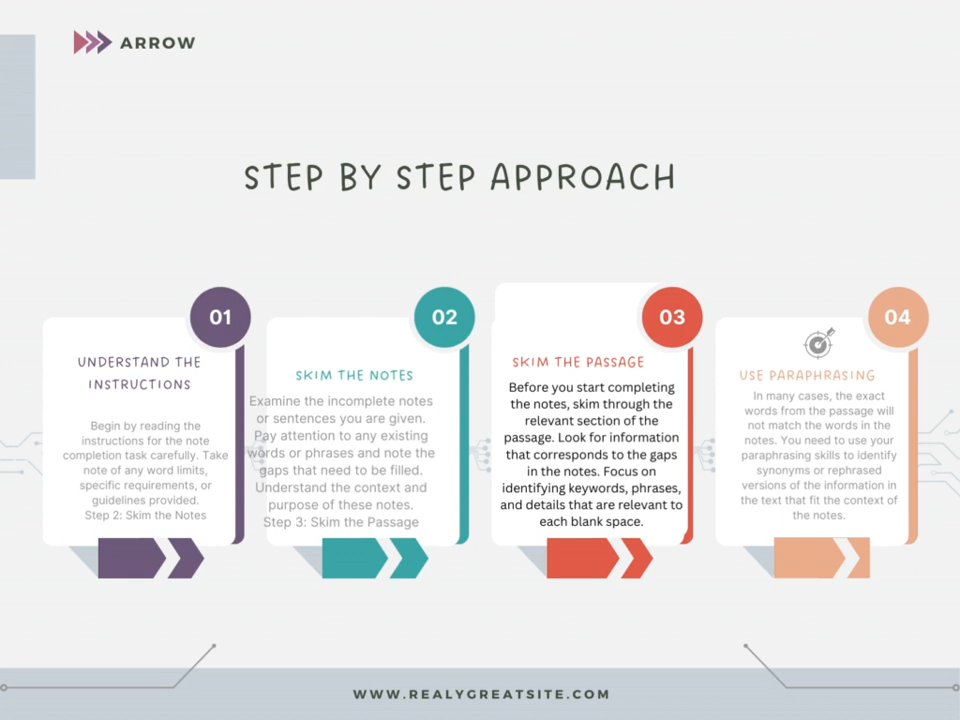 ARROW
STEP BY STEP APPROACH
01
UNDERSTAND THE
INSTRUCTIONS
Begin by reading the
instructions for the note
completion task carefully. Take
note of any word limits,
specific requirements, or
guidelines provided.
Step 2: Skim the Notes
02
SKIM THE NOTES
Examine the incomplete notes
or sentences you are given.
Pay attention to any existing
words or phrases and note the
gaps that need to be filled.
Understand the context and
purpose of these notes.
Step 3: Skim the Passage
03
SKIM THE PASSAGE
Before you start completing
the notes, skim through the
relevant section of the
passage. Look for information
that corresponds to the gaps
in the notes. Focus on
identifying keywords, phrases,
and details that are relevant to
each blank space.
04
USE PARAPHRASING
In many cases, the exact
words from the passage will
not match the words in the
notes. You need to use your
paraphrasing skills to identify
synonyms or rephrased
versions of the information in
the text that fit the context of
the notes.
WWW.REALYGREATSITE.COM